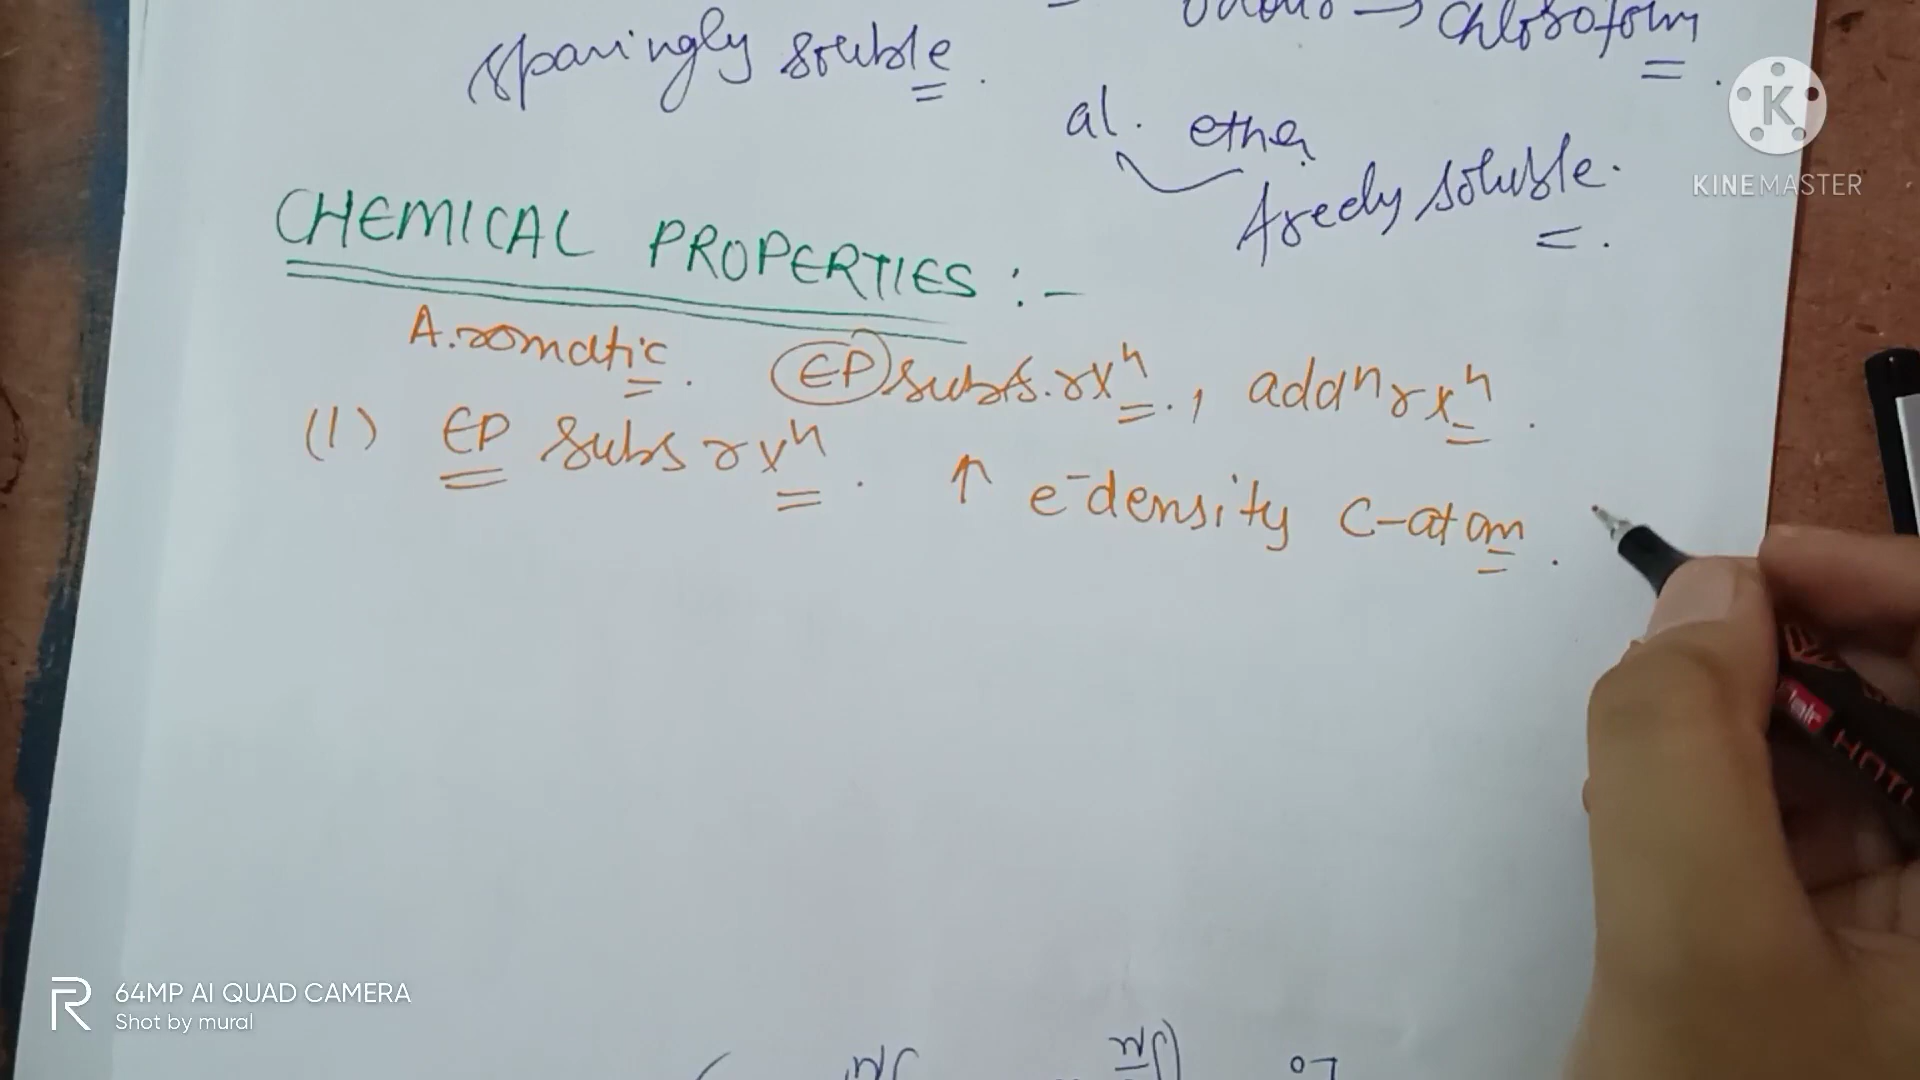 odour → Chloroform
sparingly soluble
al. ether
freely soluble.
CHEMICAL PROPERTIES :-
Aromatic. EP subs. rxⁿ, addⁿ rxⁿ.
(1) EP subs rxⁿ. ↑ e⁻density C-atom.
K
KINEMASTER
R
64MP AI QUAD CAMERA
Shot by mural